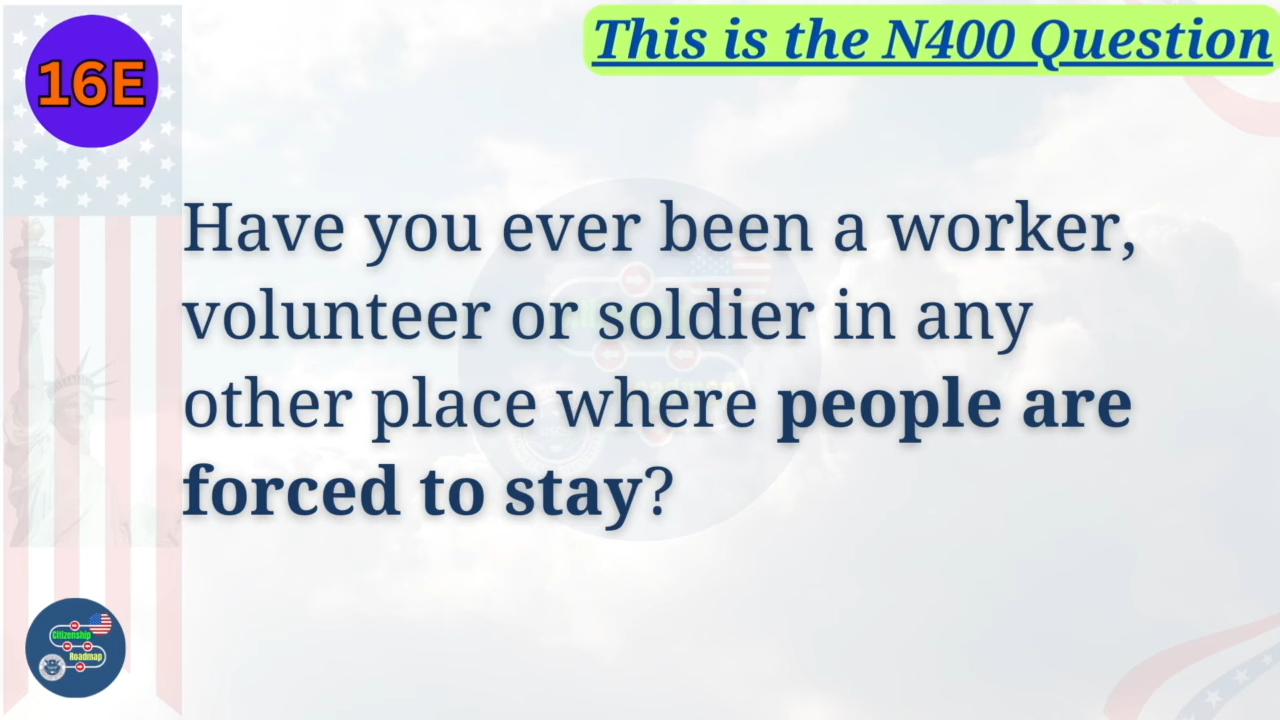 16E
This is the N400 Question
Have you ever been a worker,
volunteer or soldier in any
other place where people are
forced to stay?
Citizenship
Roadmap